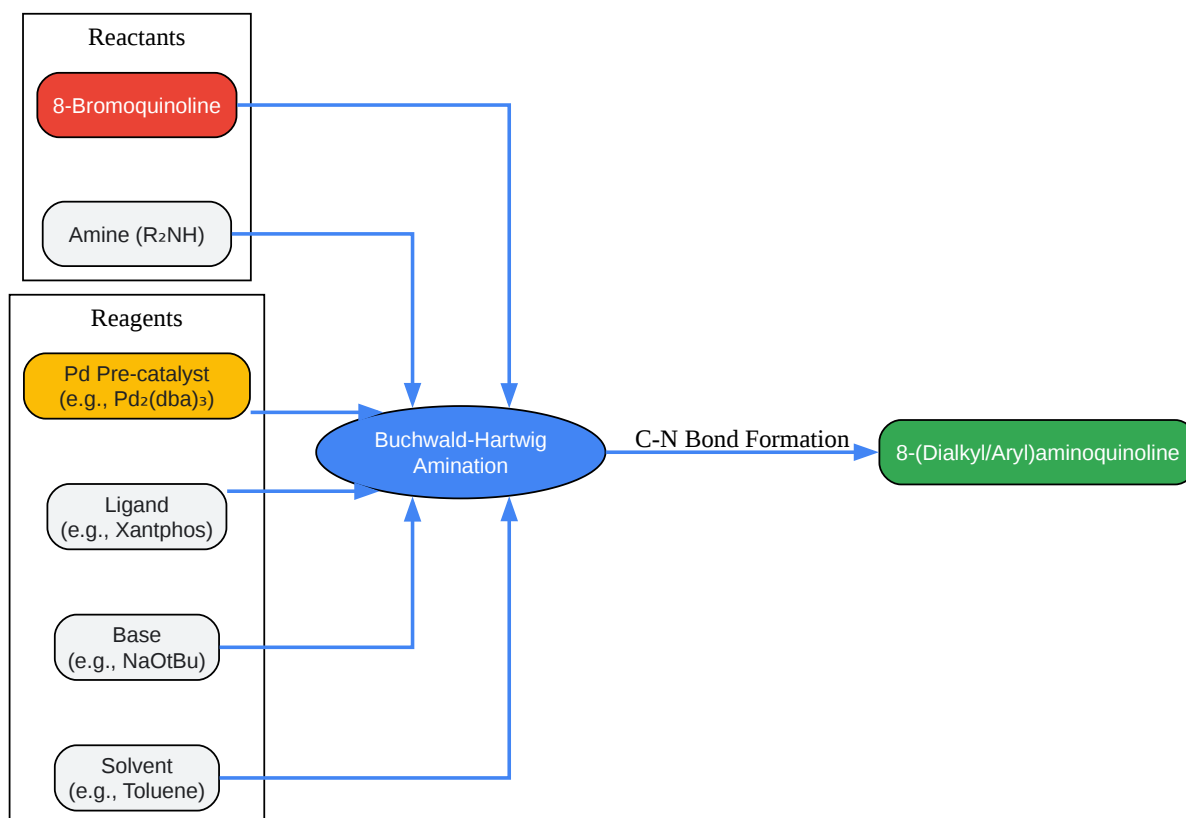 Reactants
8-Bromoquinoline
Amine (R₂NH)
Reagents
Pd Pre-catalyst
(e.g., Pd₂(dba)₃)
Ligand
(e.g., Xantphos)
Base
(e.g., NaOtBu)
Solvent
(e.g., Toluene)
Buchwald-Hartwig
Amination
C-N Bond Formation
8-(Dialkyl/Aryl)aminoquinoline